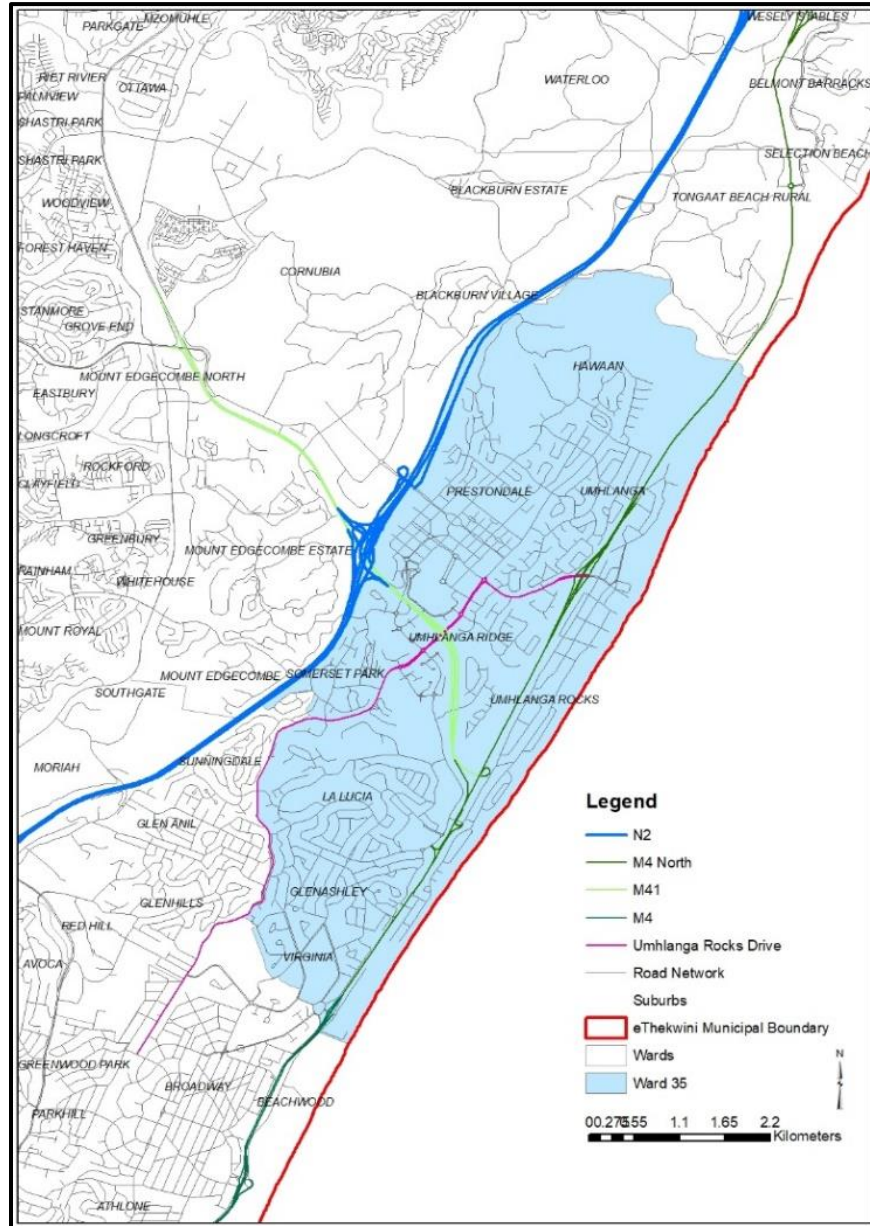 WESELY STABLES
MZOMUHLE
PARKGATE
RIET RIVIER
OTTAWA
PALMVIEW
WATERLOO
BELMONT BARRACKS
SHASTRI PARK
SHASTRI PARK
SELECTION BEACH
BLACKBURN ESTATE
TONGAAT BEACH RURAL
WOODVIEW
FOREST HAVEN
CORNUBIA
BLACKBURN VILLAGE
STANMORE
GROVE END
MOUNT EDGECOMBE NORTH
HAWAAN
EASTBURY
LONGCROFT
ROCKFORD
CLAYFIELD
PRESTONDALE
UMHLANGA
GREENBURY
MOUNT EDGECOMBE ESTATE
RAINHAM
WHITEHOUSE
MOUNT ROYAL
UMHLANGA RIDGE
MOUNT EDGECOMBE
SOMERSET PARK
SOUTHGATE
UMHLANGA ROCKS
MORIAH
SUNNINGDALE
LA LUCIA
GLEN ANIL
GLENASHLEY
GLENHILLS
RED HILL
VIRGINIA
AVOCA
GREENWOOD PARK
BROADWAY
BEACHWOOD
PARKHILL
ATHLONE
Legend
N2
M4 North
M41
M4
Umhlanga Rocks Drive
Road Network
Suburbs
eThekwini Municipal Boundary
Wards
Ward 35
N
0 0.275 0.55 1.1 1.65 2.2
Kilometers